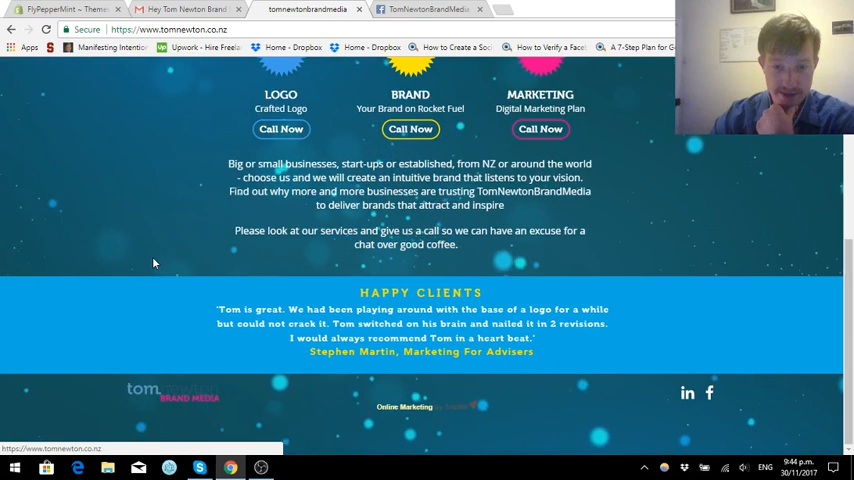 FlyPepperMint ~ Theme
Hey Tom Newton Brand
tomnewtonbrandmedia
TomNewtonBrandMedia
Secure
https://www.tomnewton.co.nz
Apps
Manifesting Intention
Upwork - Hire Freelanc
Home - Dropbox
Home - Dropbox
How to Create a Soci
How to Verify a Face
A 7-Step Plan for G
LOGO
BRAND
MARKETING
Crafted Logo
Your Brand on Rocket Fuel
Digital Marketing Plan
Call Now
Call Now
Call Now
Big or small businesses, start-ups or established, from NZ or around the world
- choose us and we will create an intuitive brand that listens to your vision.
Find out why more and more businesses are trusting TomNewtonBrandMedia
to deliver brands that attract and inspire
Please look at our services and give us a call so we can have an excuse for a
chat over good coffee.
HAPPY CLIENTS
'Tom is great. We had been playing around with the base of a logo for a while
but could not crack it. Tom switched on his brain and nailed it in 2 revisions.
I would always recommend Tom in a heart beat.'
Stephen Martin, Marketing For Advisers
tomnewton
BRAND MEDIA
in f
Online Marketing by
https://www.tomnewton.co.nz
ENG
9:44 p.m.
30/11/2017